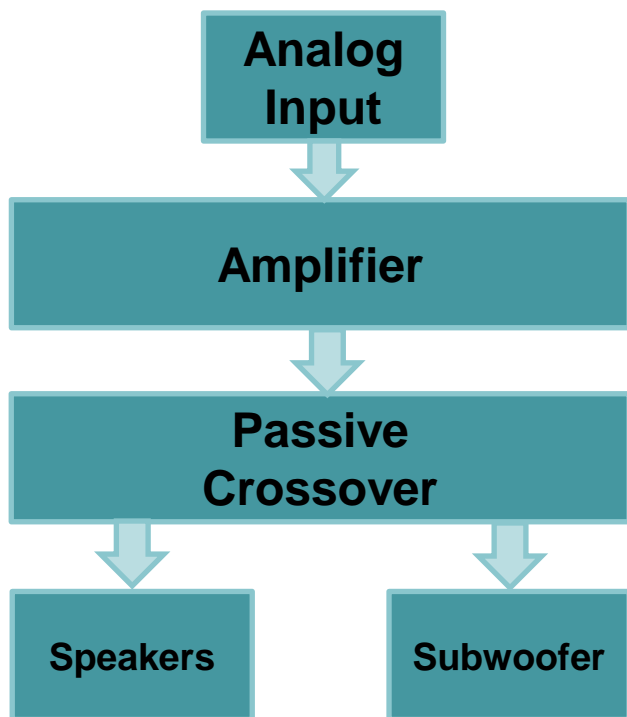 Analog
Input
Amplifier
Passive
Crossover
Speakers
Subwoofer